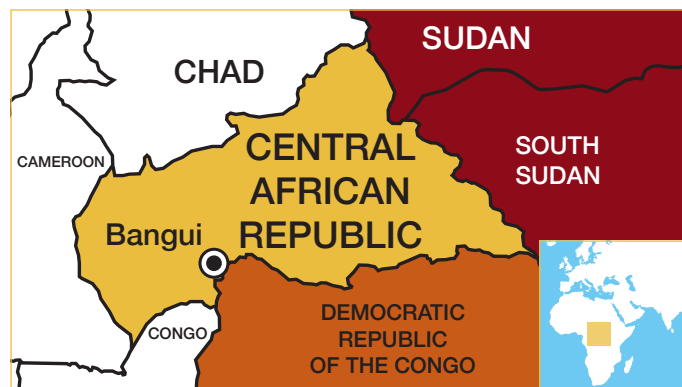 SUDAN
CHAD
CAMEROON
CENTRAL
AFRICAN
REPUBLIC
SOUTH
SUDAN
Bangui
CONGO
DEMOCRATIC
REPUBLIC
OF THE CONGO